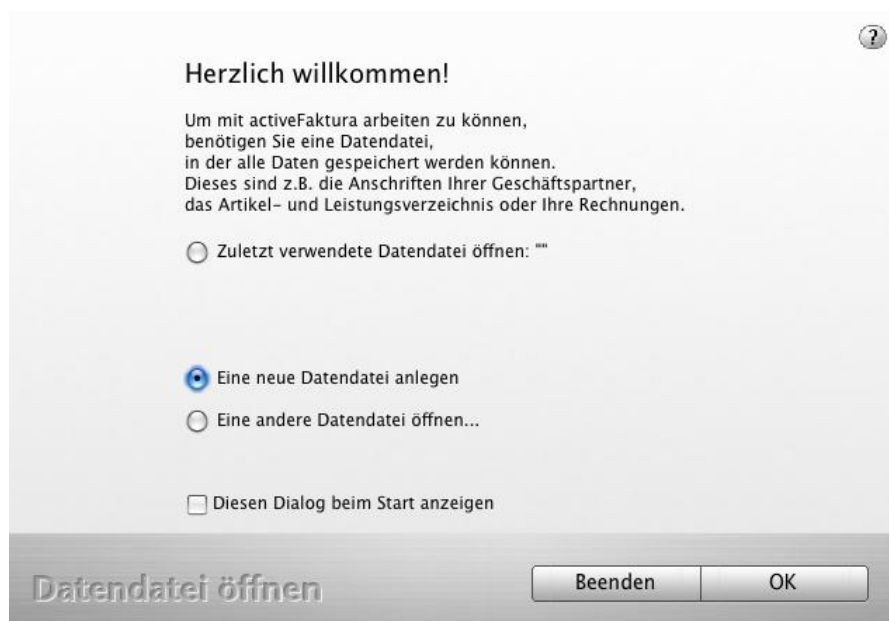 ?
Herzlich willkommen!
Um mit activeFaktura arbeiten zu können,
benötigen Sie eine Datendatei,
in der alle Daten gespeichert werden können.
Dieses sind z.B. die Anschriften Ihrer Geschäftspartner,
das Artikel- und Leistungsverzeichnis oder Ihre Rechnungen.
Zuletzt verwendete Datendatei öffnen: ""
Eine neue Datendatei anlegen
Eine andere Datendatei öffnen...
Diesen Dialog beim Start anzeigen
Datendatei öffnen
Beenden
OK